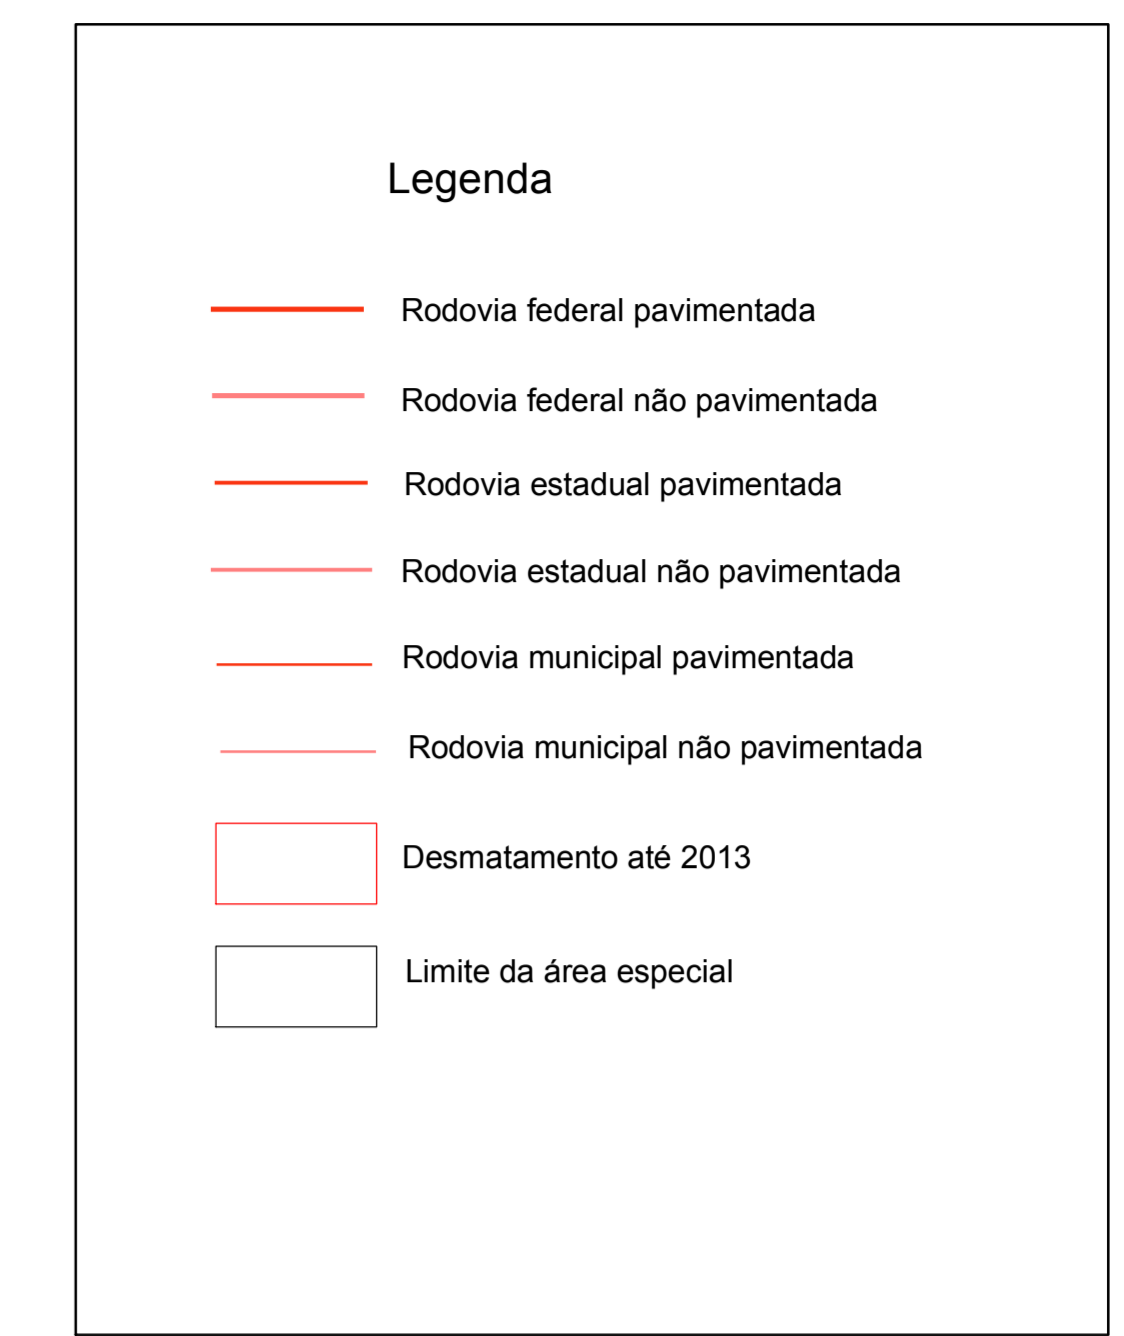 Legenda
Rodovia federal pavimentada
Rodovia federal não pavimentada
Rodovia estadual pavimentada
Rodovia estadual não pavimentada
Rodovia municipal pavimentada
Rodovia municipal não pavimentada
Desmatamento até 2013
Limite da área especial